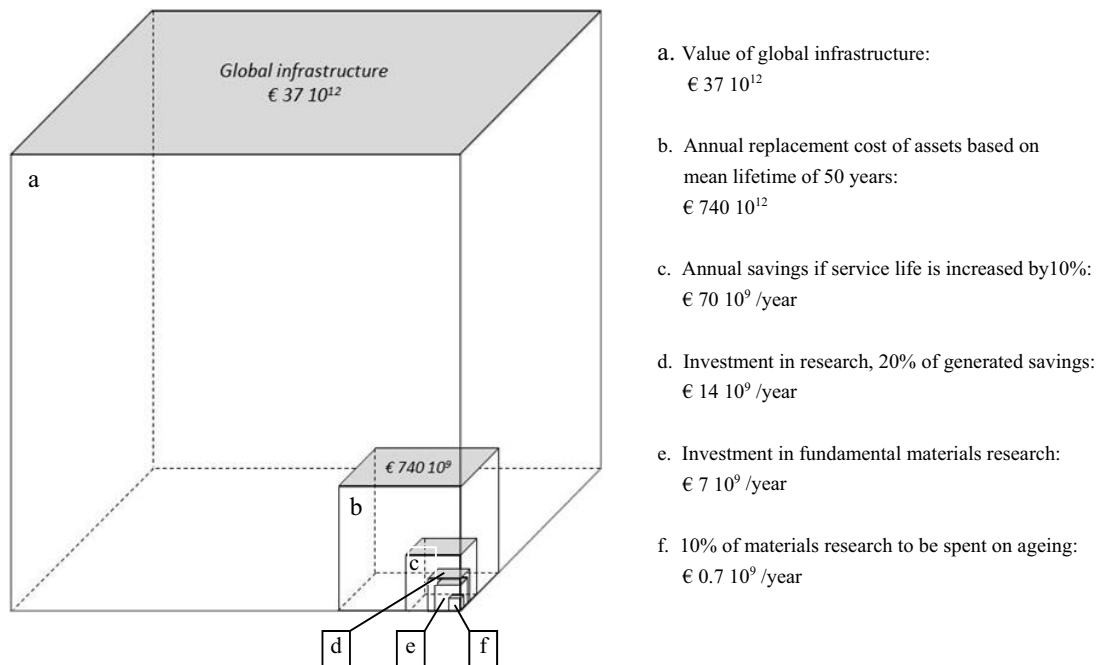 Global infrastructure
€ 37 10¹²
a
€ 740 10⁹
b
c
d
e
f
a. Value of global infrastructure:
€ 37 10¹²
b. Annual replacement cost of assets based on
mean lifetime of 50 years:
€ 740 10¹²
c. Annual savings if service life is increased by10%:
€ 70 10⁹ /year
d. Investment in research, 20% of generated savings:
€ 14 10⁹ /year
e. Investment in fundamental materials research:
€ 7 10⁹ /year
f. 10% of materials research to be spent on ageing:
€ 0.7 10⁹ /year